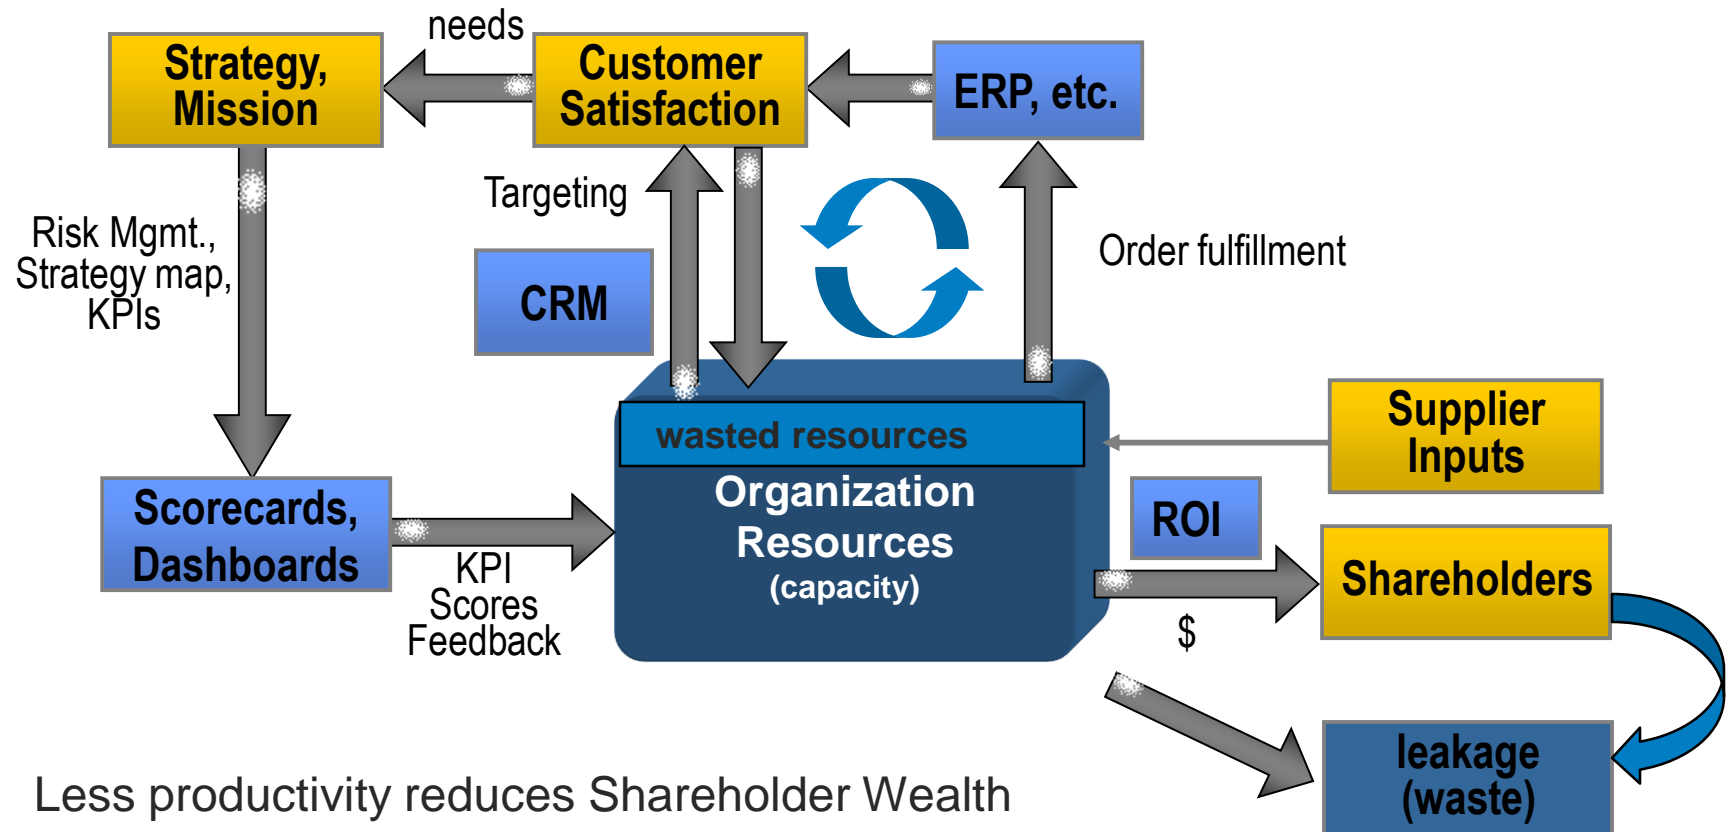 needs
Strategy,
Mission
Customer
Satisfaction
ERP, etc.
Targeting
Risk Mgmt.,
Strategy map,
KPIs
CRM
Order fulfillment
wasted resources
Organization
Resources
(capacity)
Supplier
Inputs
Scorecards,
Dashboards
KPI
Scores
Feedback
ROI
Shareholders
$
leakage
(waste)
Less productivity reduces Shareholder Wealth